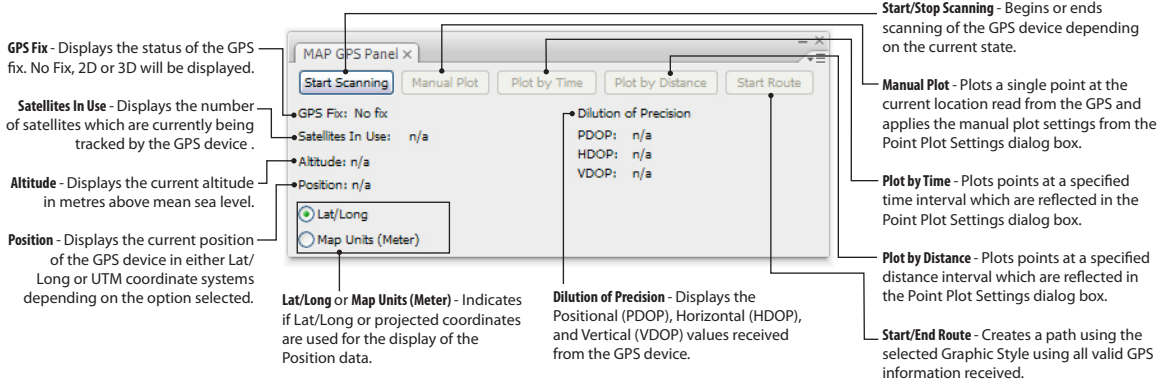 GPS Fix - Displays the status of the GPS
fix. No Fix, 2D or 3D will be displayed.
Satellites In Use - Displays the number
of satellites which are currently being
tracked by the GPS device .
Altitude - Displays the current altitude
in metres above mean sea level.
Position - Displays the current position
of the GPS device in either Lat/
Long or UTM coordinate systems
depending on the option selected.
MAP GPS Panel ×
Start Scanning
Manual Plot
Plot by Time
Plot by Distance
Start Route
GPS Fix: No fix
Satellites In Use: n/a
Altitude: n/a
Position: n/a
Lat/Long
Map Units (Meter)
Dilution of Precision
PDOP: n/a
HDOP: n/a
VDOP: n/a
Lat/Long or Map Units (Meter) - Indicates
if Lat/Long or projected coordinates
are used for the display of the
Position data.
Dilution of Precision - Displays the
Positional (PDOP), Horizontal (HDOP),
and Vertical (VDOP) values received
from the GPS device.
Start/Stop Scanning - Begins or ends
scanning of the GPS device depending
on the current state.
Manual Plot - Plots a single point at the
current location read from the GPS and
applies the manual plot settings from the
Point Plot Settings dialog box.
Plot by Time - Plots points at a specified
time interval which are reflected in the
Point Plot Settings dialog box.
Plot by Distance - Plots points at a specified
distance interval which are reflected in
the Point Plot Settings dialog box.
Start/End Route - Creates a path using the
selected Graphic Style using all valid GPS
information received.